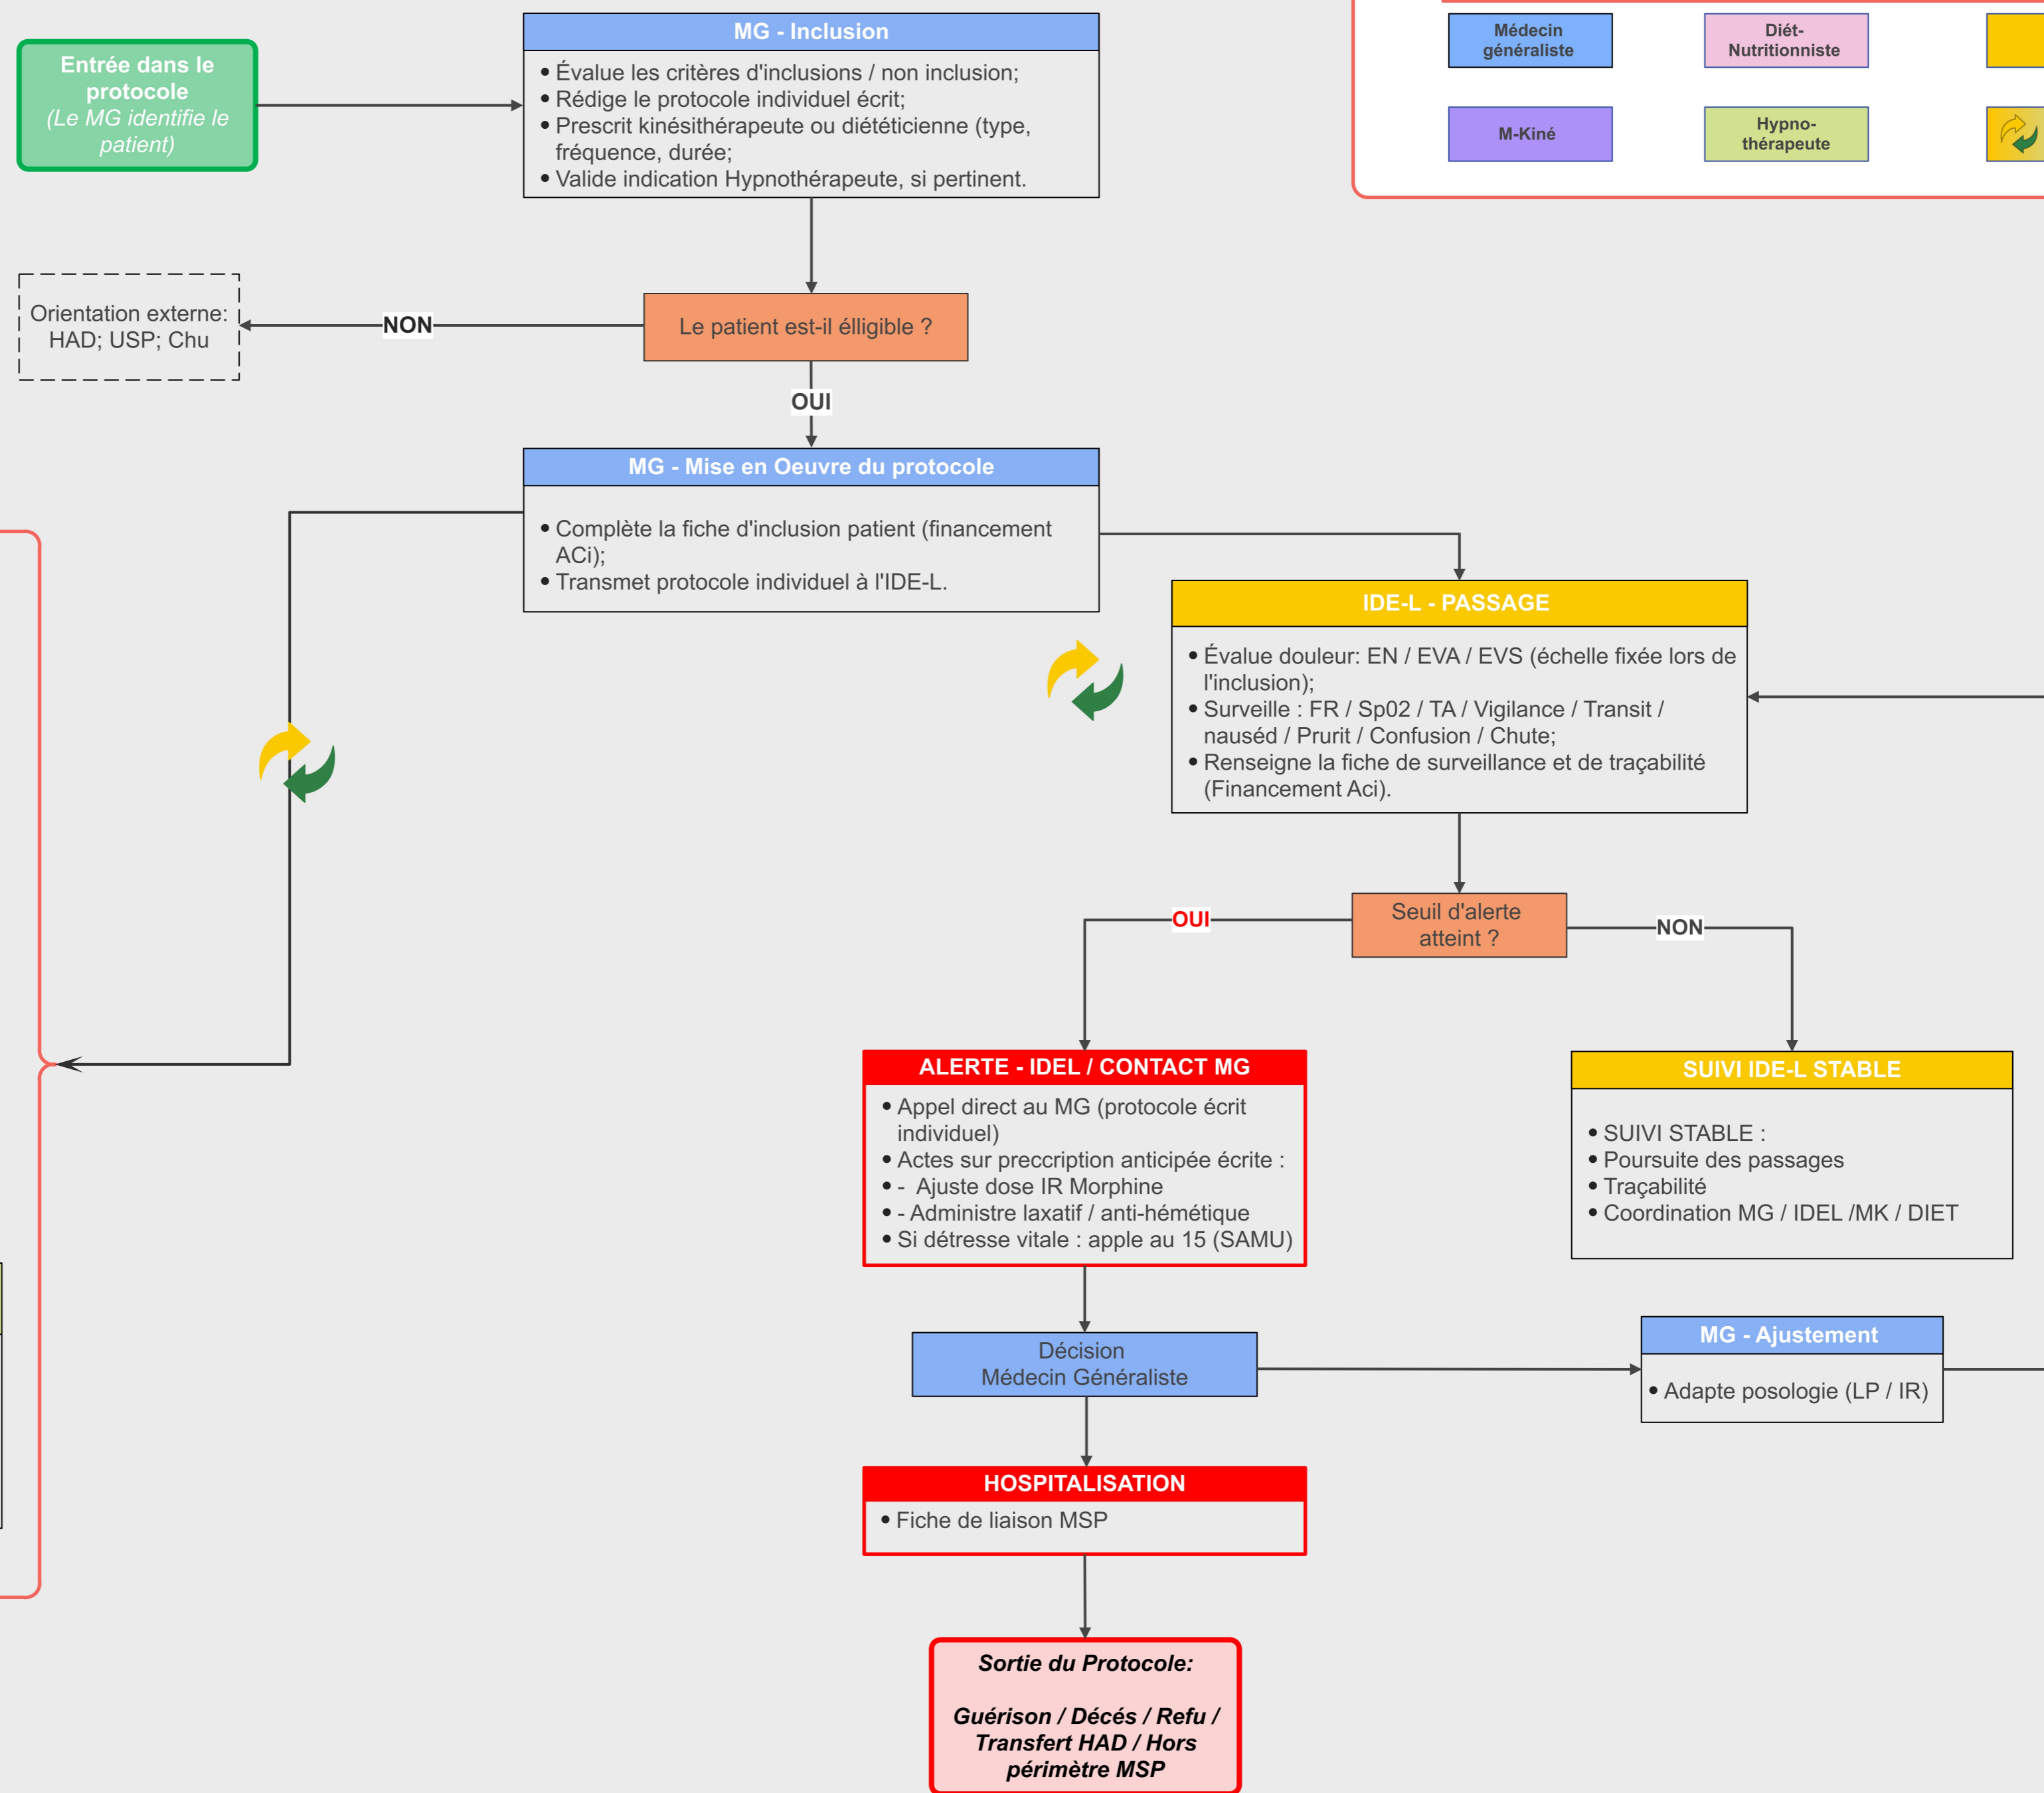 Entrée dans le
protocole
(Le MG identifie le
patient)
MG - Inclusion
• Évalue les critères d'inclusions / non inclusion;
• Rédige le protocole individuel écrit;
• Prescrit kinésithérapeute ou diététicienne (type,
fréquence, durée;
• Valide indication Hypnothérapeute, si pertinent.
Médecin
généraliste
Diét-
Nutritionniste
M-Kiné
Hypno-
thérapeute
Orientation externe:
HAD; USP; Chu
NON
Le patient est-il élligible ?
OUI
MG - Mise en Oeuvre du protocole
• Complète la fiche d'inclusion patient (financement
ACi);
• Transmet protocole individuel à l'IDE-L.
IDE-L - PASSAGE
• Évalue douleur: EN / EVA / EVS (échelle fixée lors de
l'inclusion);
• Surveille : FR / Sp02 / TA / Vigilance / Transit /
nauséd / Prurit / Confusion / Chute;
• Renseigne la fiche de surveillance et de traçabilité
(Financement Aci).
Seuil d'alerte
atteint ?
OUI
NON
ALERTE - IDEL / CONTACT MG
• Appel direct au MG (protocole écrit
individuel)
• Actes sur preccription anticipée écrite :
• - Ajuste dose IR Morphine
• - Administre laxatif / anti-hémétique
• Si détresse vitale : apple au 15 (SAMU)
SUIVI IDE-L STABLE
• SUIVI STABLE :
• Poursuite des passages
• Traçabilité
• Coordination MG / IDEL /MK / DIET
Décision
Médecin Généraliste
MG - Ajustement
• Adapte posologie (LP / IR)
HOSPITALISATION
• Fiche de liaison MSP
Sortie du Protocole:
Guérison / Décés / Refu /
Transfert HAD / Hors
périmètre MSP